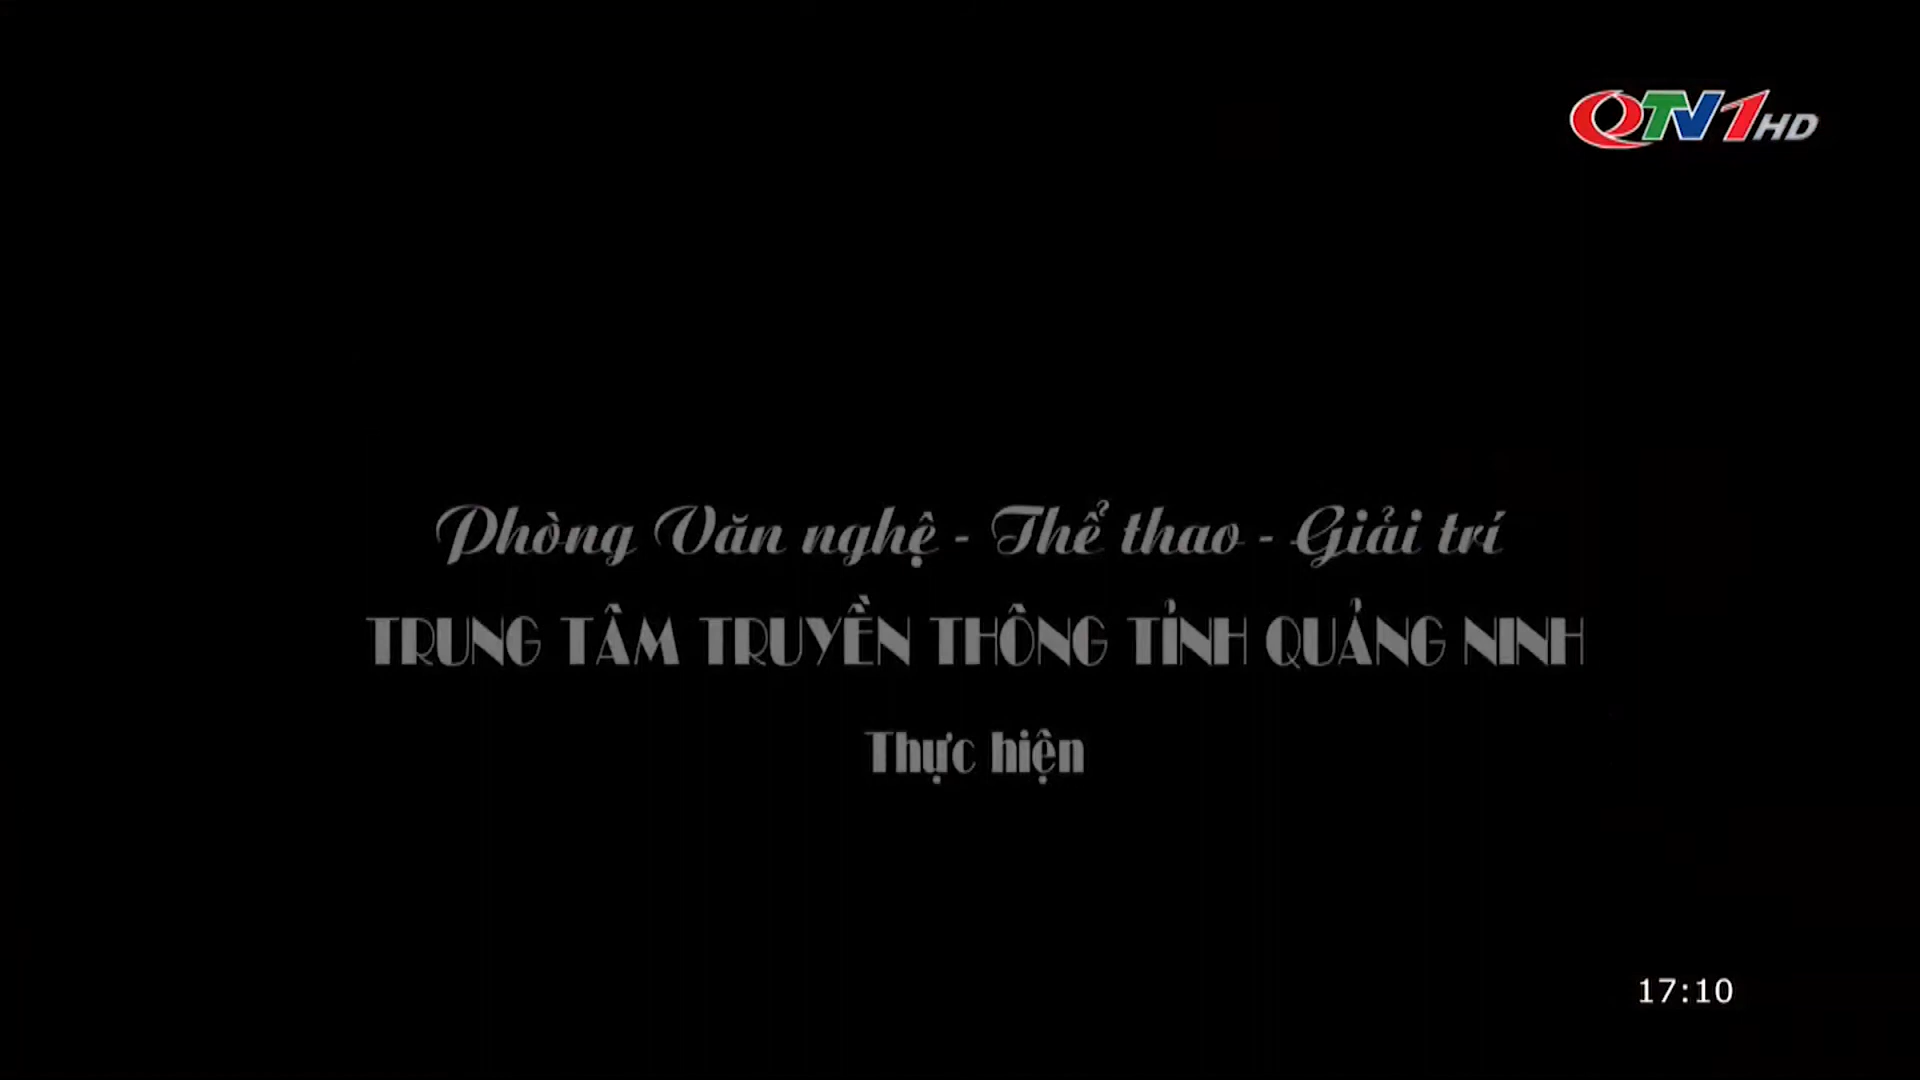 QTV1HD
Phòng Văn nghệ - Thể thao - Giải trí
TRUNG TÂM TRUYỀN THÔNG TỈNH QUẢNG NINH
Thực hiện
17:10